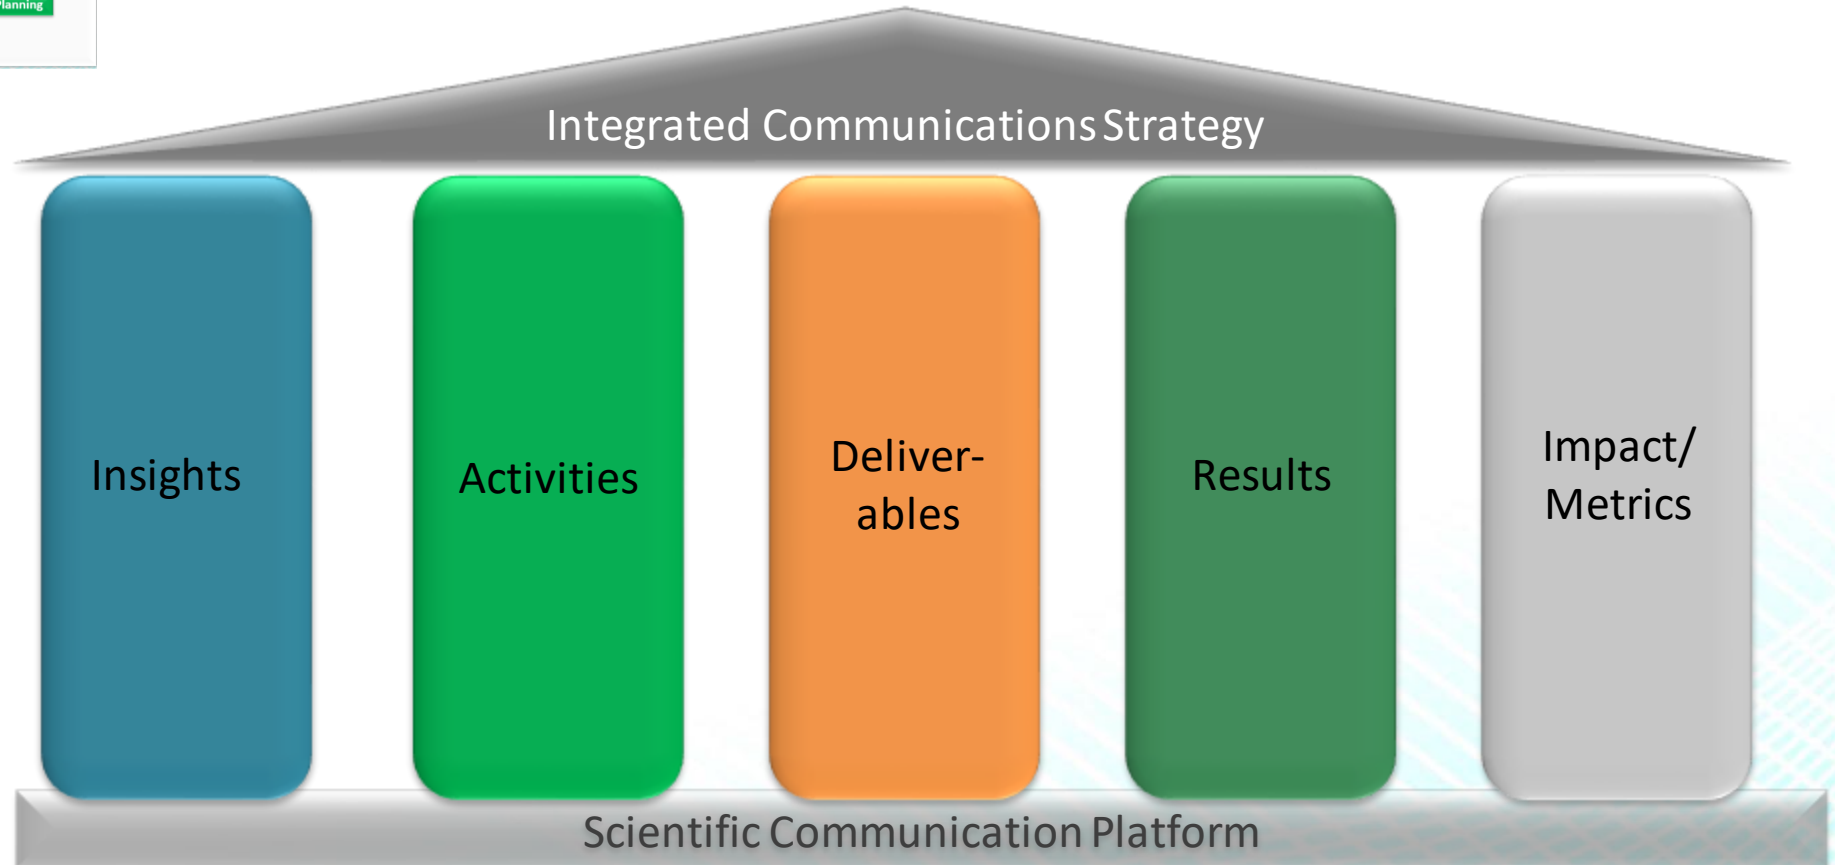 Planning
Integrated Communications Strategy
Insights
Activities
Deliver-
ables
Results
Impact/
Metrics
Scientific Communication Platform